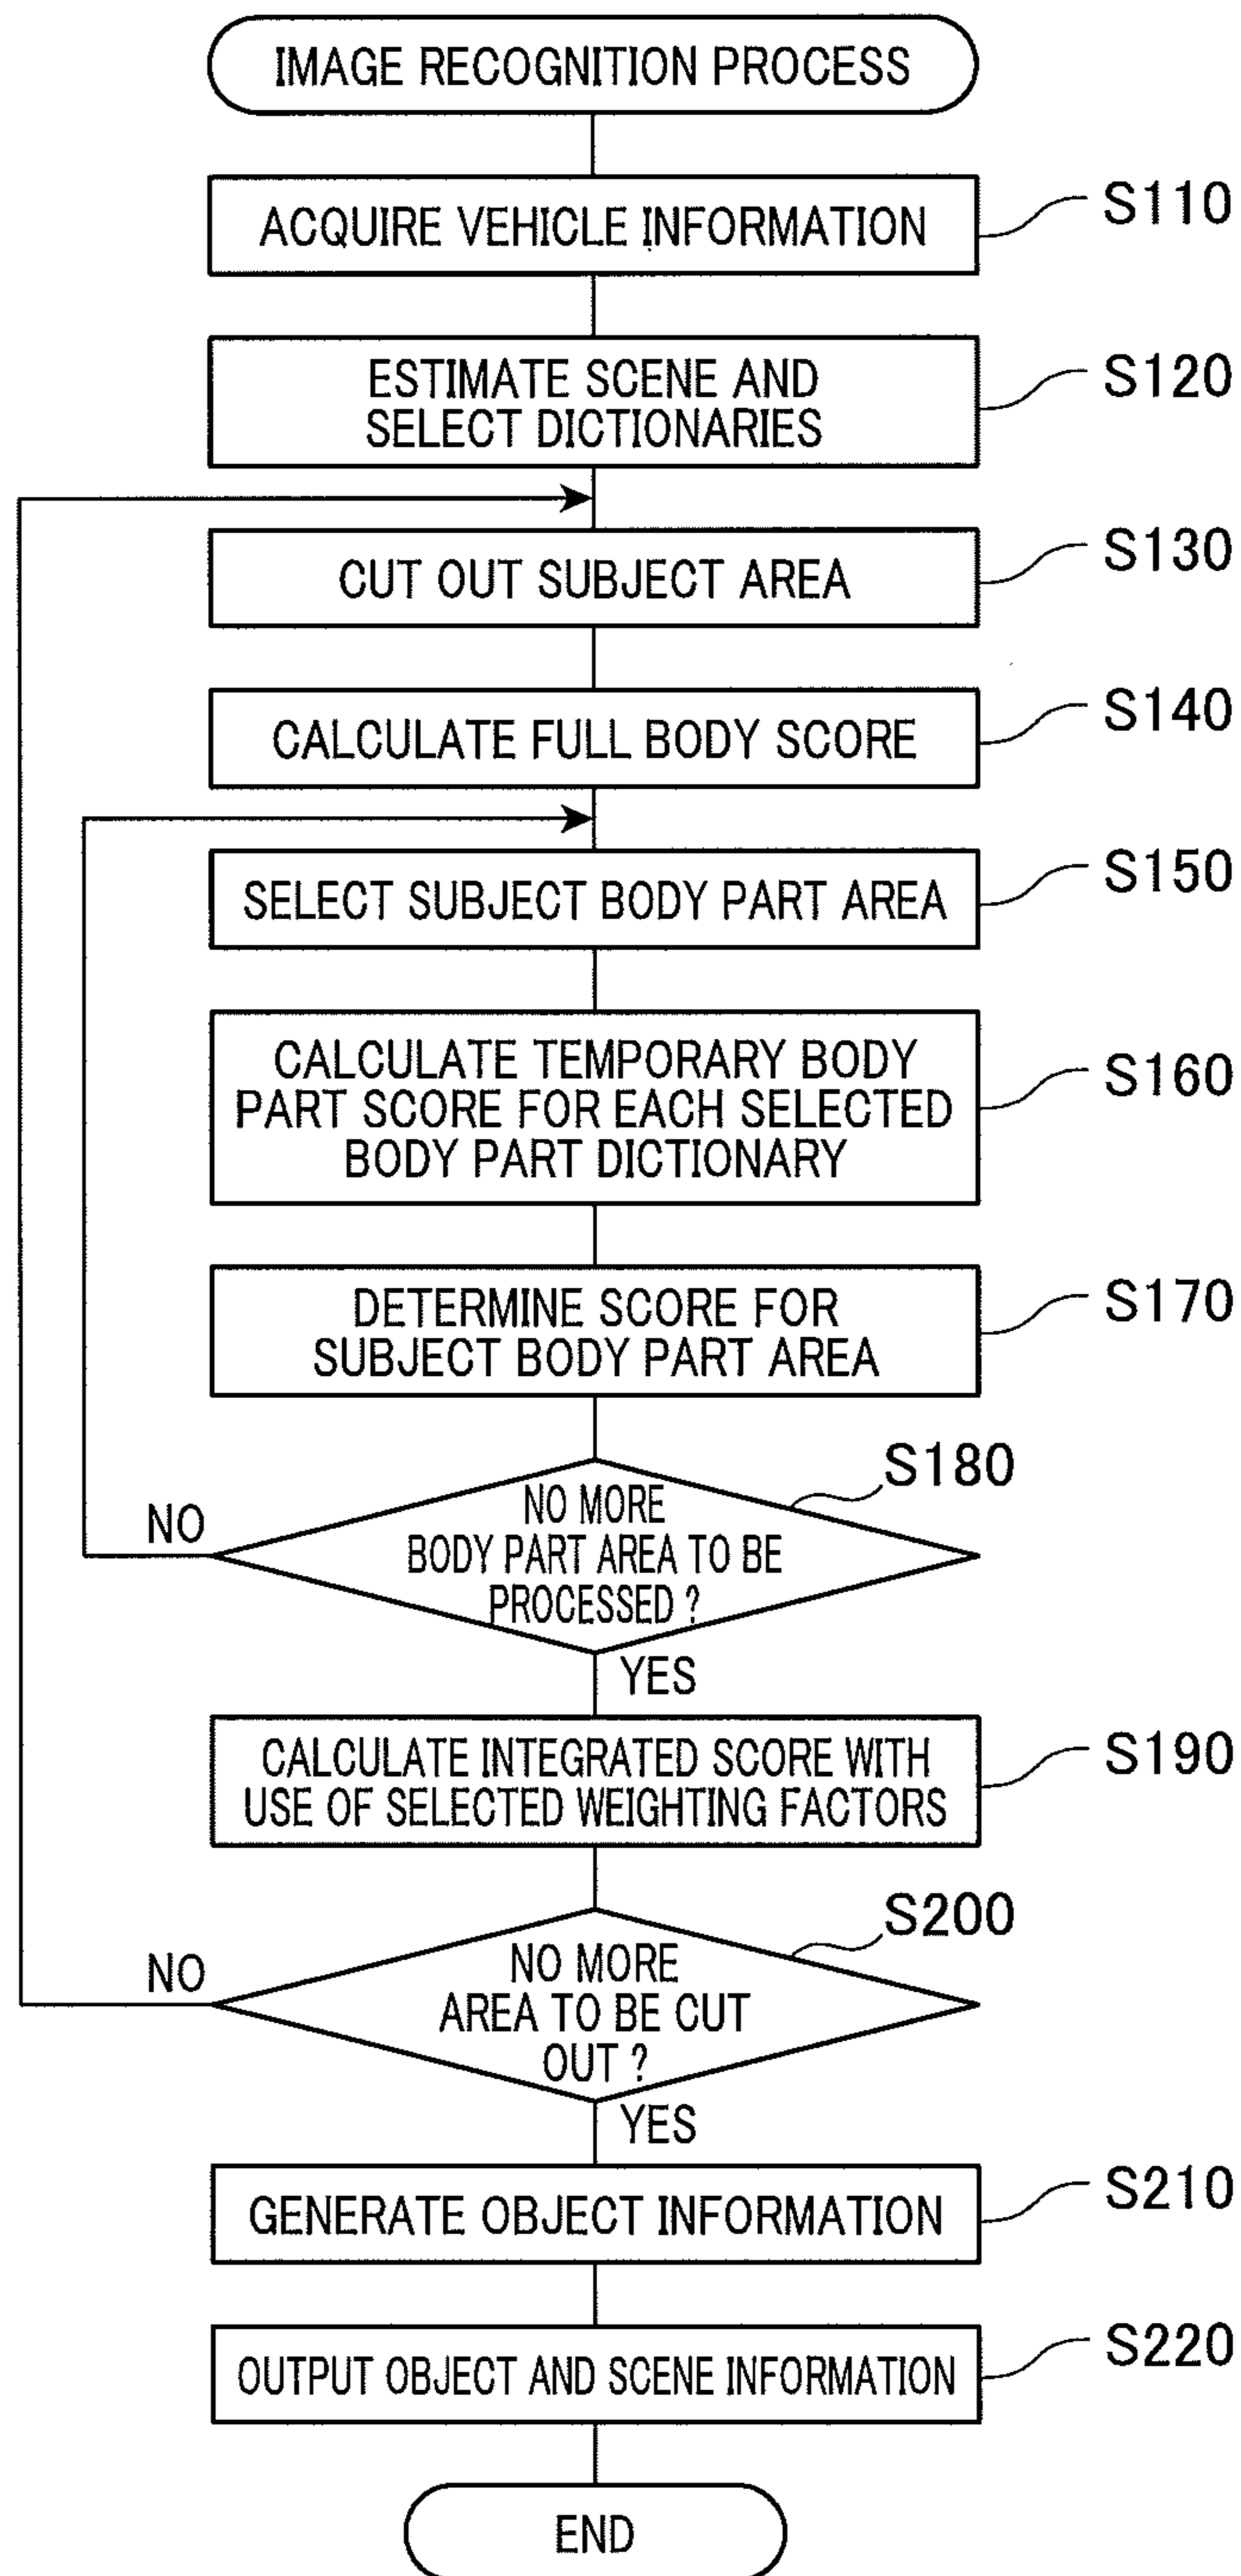 IMAGE RECOGNITION PROCESS
ACQUIRE VEHICLE INFORMATION
S110
ESTIMATE SCENE AND
SELECT DICTIONARIES
S120
CUT OUT SUBJECT AREA
S130
CALCULATE FULL BODY SCORE
S140
SELECT SUBJECT BODY PART AREA
S150
CALCULATE TEMPORARY BODY
PART SCORE FOR EACH SELECTED
BODY PART DICTIONARY
S160
DETERMINE SCORE FOR
SUBJECT BODY PART AREA
S170
S180
NO MORE
BODY PART AREA TO BE
PROCESSED ?
NO
YES
CALCULATE INTEGRATED SCORE WITH
USE OF SELECTED WEIGHTING FACTORS
S190
S200
NO MORE
AREA TO BE CUT
OUT ?
NO
YES
GENERATE OBJECT INFORMATION
S210
OUTPUT OBJECT AND SCENE INFORMATION
S220
END